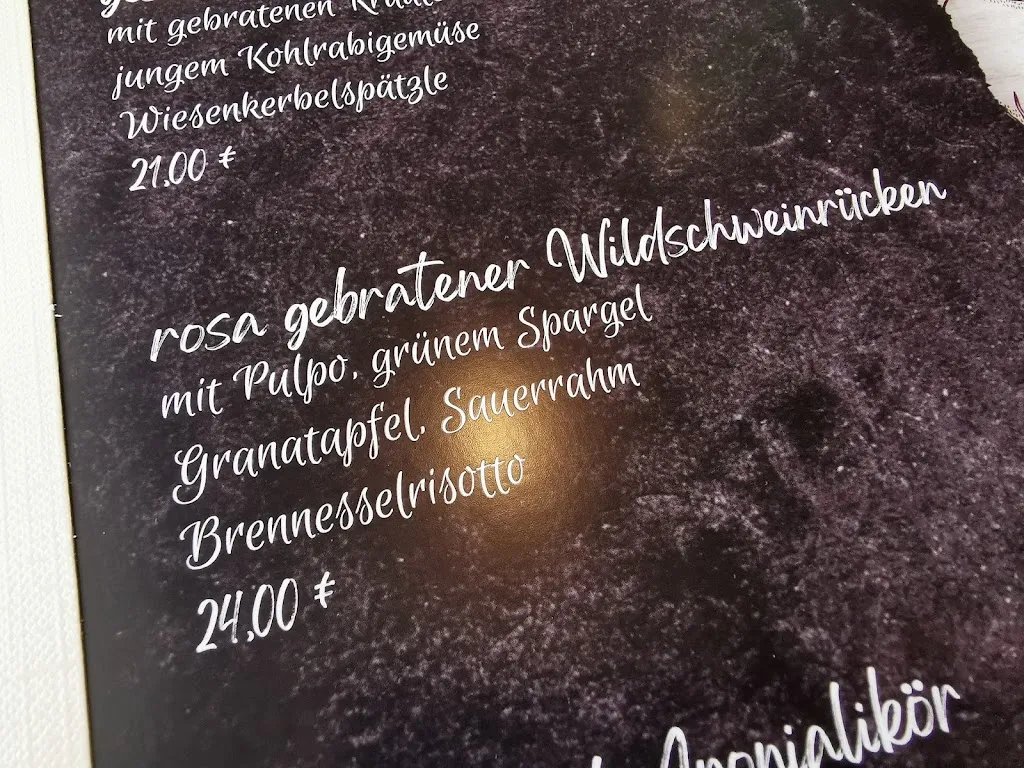 mit gebratenen
jungem Kohlrabigemüse
Wiesenkerbelspätzle
21,00 €
rosa gebratener Wildschweinrücken
mit Pulpo, grünem Spargel
Granatapfel, Sauerrahm
Brennesselrisotto
24,00 €